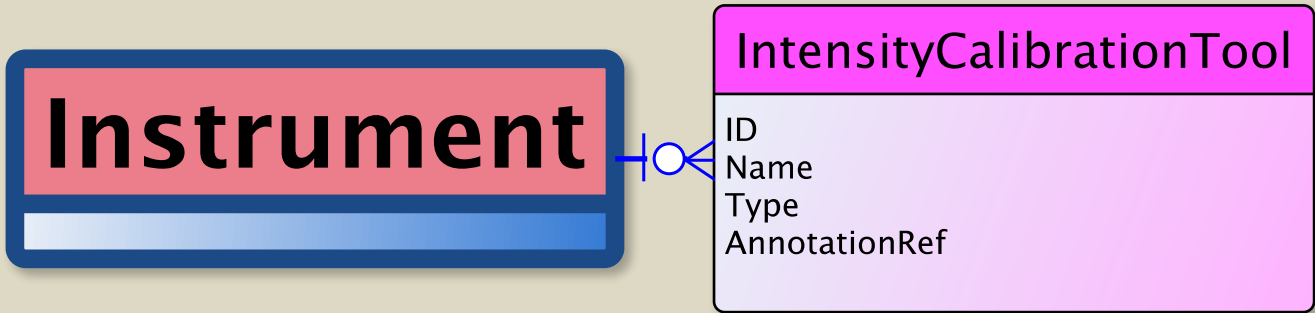 Instrument
IntensityCalibrationTool
ID
Name
Type
AnnotationRef